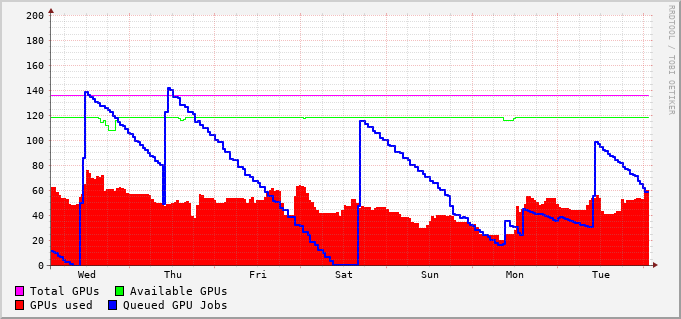 200
180
160
140
120
100
80
60
40
20
0
Wed Thu Fri Sat Sun Mon Tue
Total GPUs Available GPUs
GPUs used Queued GPU Jobs
RRDTOOL / TOBI OETIKER